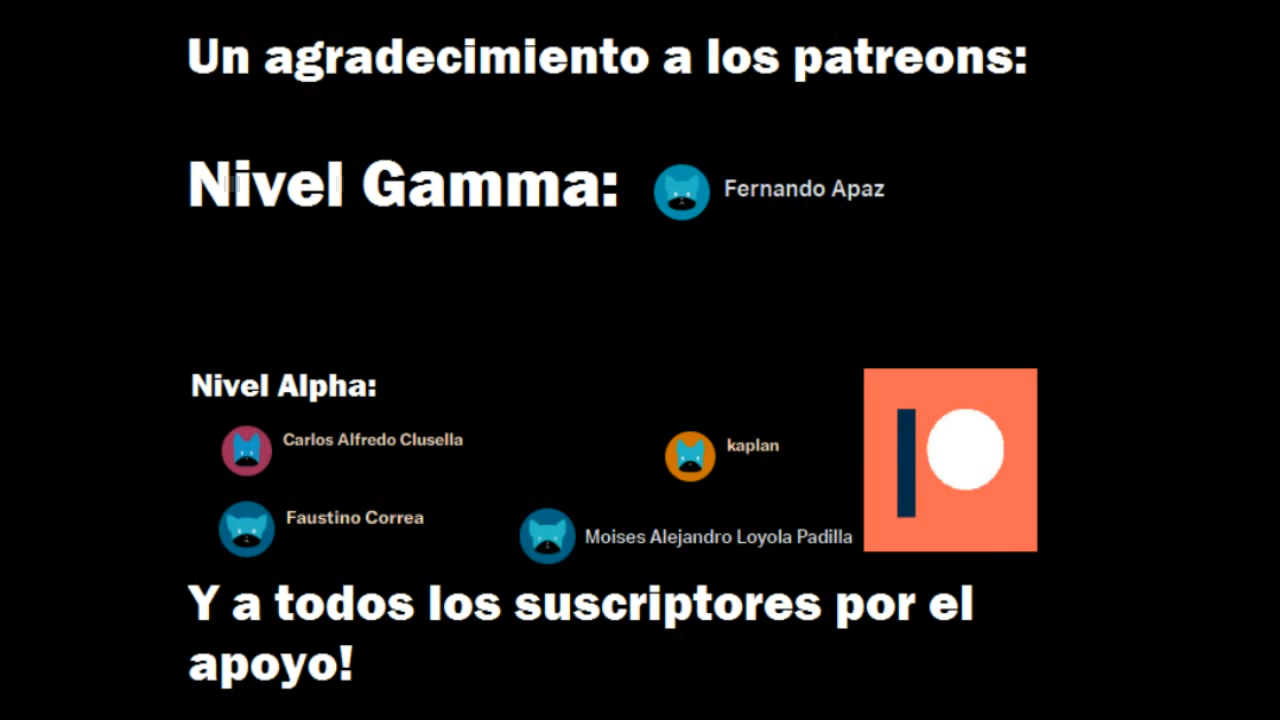 Un agradecimiento a los patreons:
Nivel Gamma: Fernando Apaz
Nivel Alpha:
Carlos Alfredo Clusella kaplan
Faustino Correa Moises Alejandro Loyola Padilla
Y a todos los suscriptores por el
apoyo!